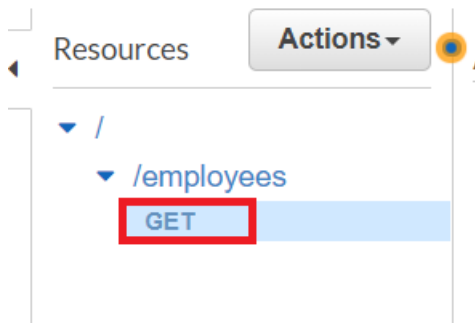 Resources
Actions
/
/employees
GET